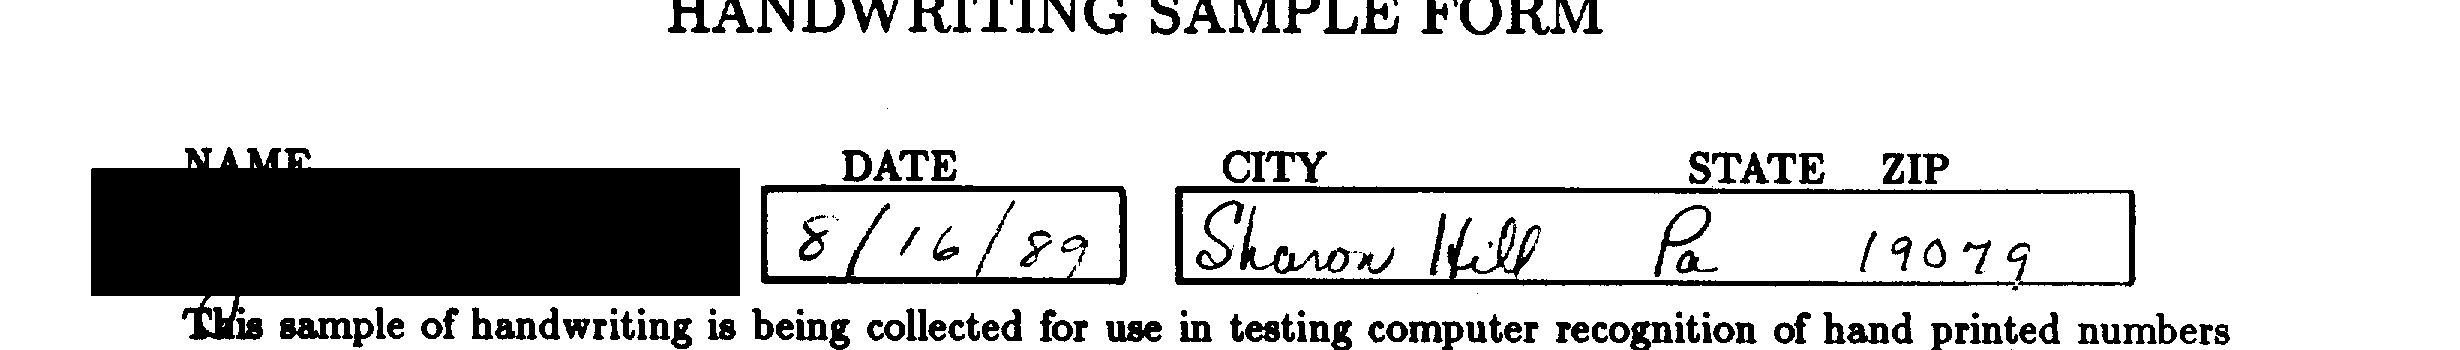 HANDWRITING SAMPLE FORM
NAME DATE CITY STATE ZIP
8/16/89 Sharon Hill Pa 19079
This sample of handwriting is being collected for use in testing computer recognition of hand printed numbers